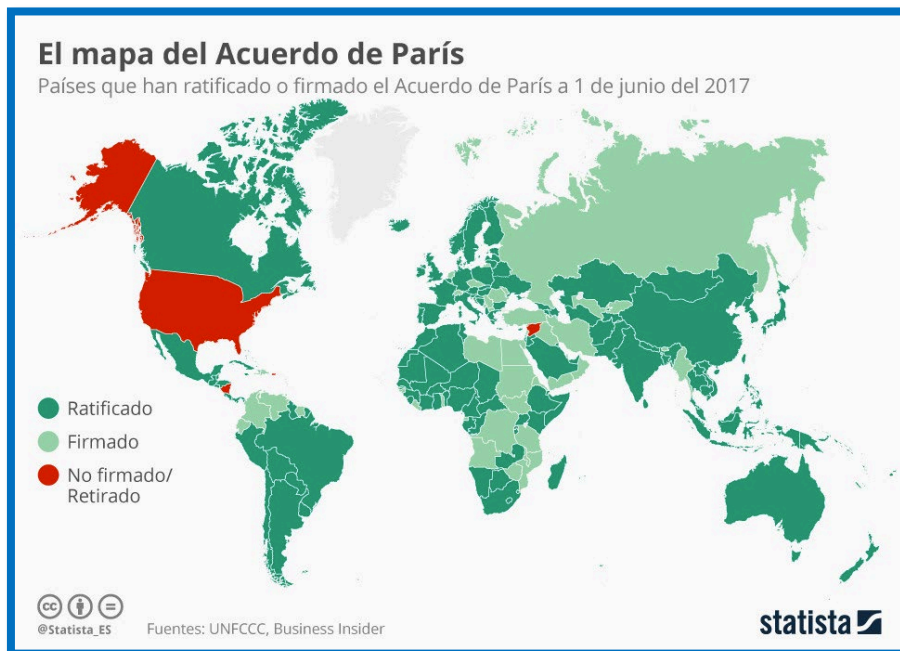 El mapa del Acuerdo de París
Países que han ratificado o firmado el Acuerdo de París a 1 de junio del 2017
Ratificado
Firmado
No firmado/
Retirado
cc
@Statista_ES
Fuentes: UNFCCC, Business Insider
statista